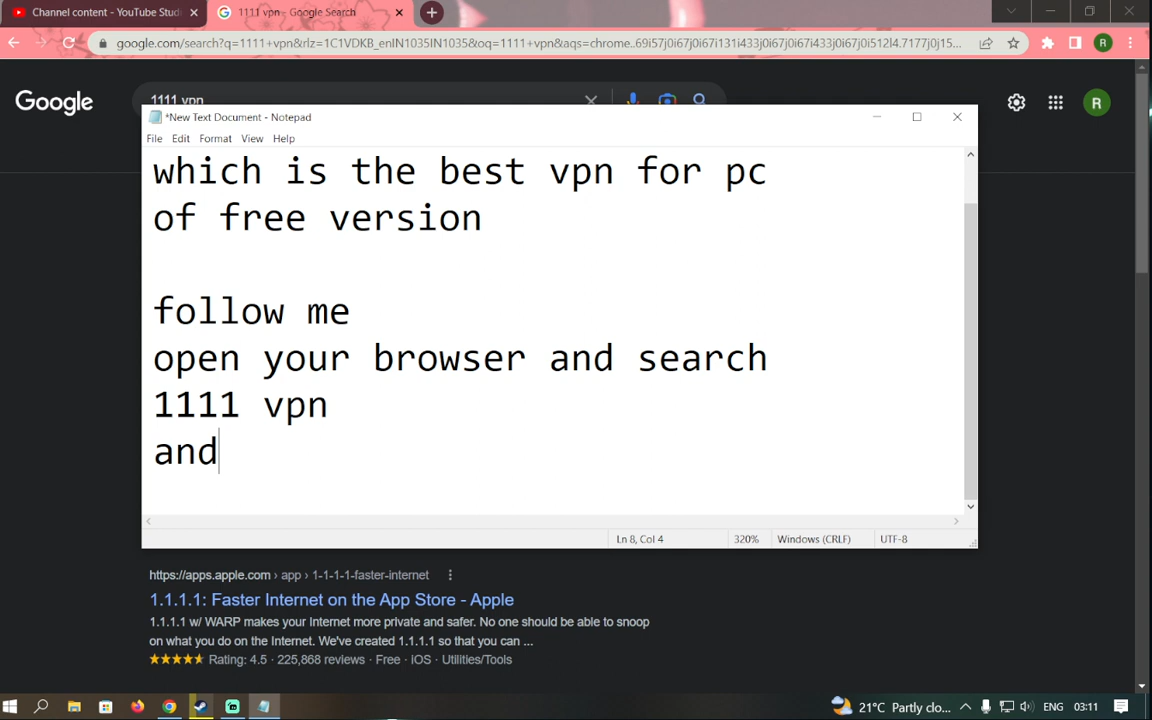 Channel content - YouTube Studi
1111 vpn - Google Search
google.com/search?q=1111+vpn&rlz=1C1VDKB_enIN1035IN1035&oq=1111+vpn&aqs=chrome..69i57j0i67j0i67i131i433j0i67j0i67i433j0i67j0i512l4.7177j0j15...
R
Google
1111 vpn
R
*New Text Document - Notepad
File Edit Format View Help
which is the best vpn for pc
of free version
follow me
open your browser and search
1111 vpn
and
Ln 8, Col 4
320%
Windows (CRLF)
UTF-8
https://apps.apple.com › app › 1-1-1-1-faster-internet
1.1.1.1: Faster Internet on the App Store - Apple
1.1.1.1 w/ WARP makes your Internet more private and safer. No one should be able to snoop
on what you do on the Internet. We've created 1.1.1.1 so that you can ...
Rating: 4.5 · 225,868 reviews · Free · iOS · Utilities/Tools
21°C Partly clo...
ENG
03:11